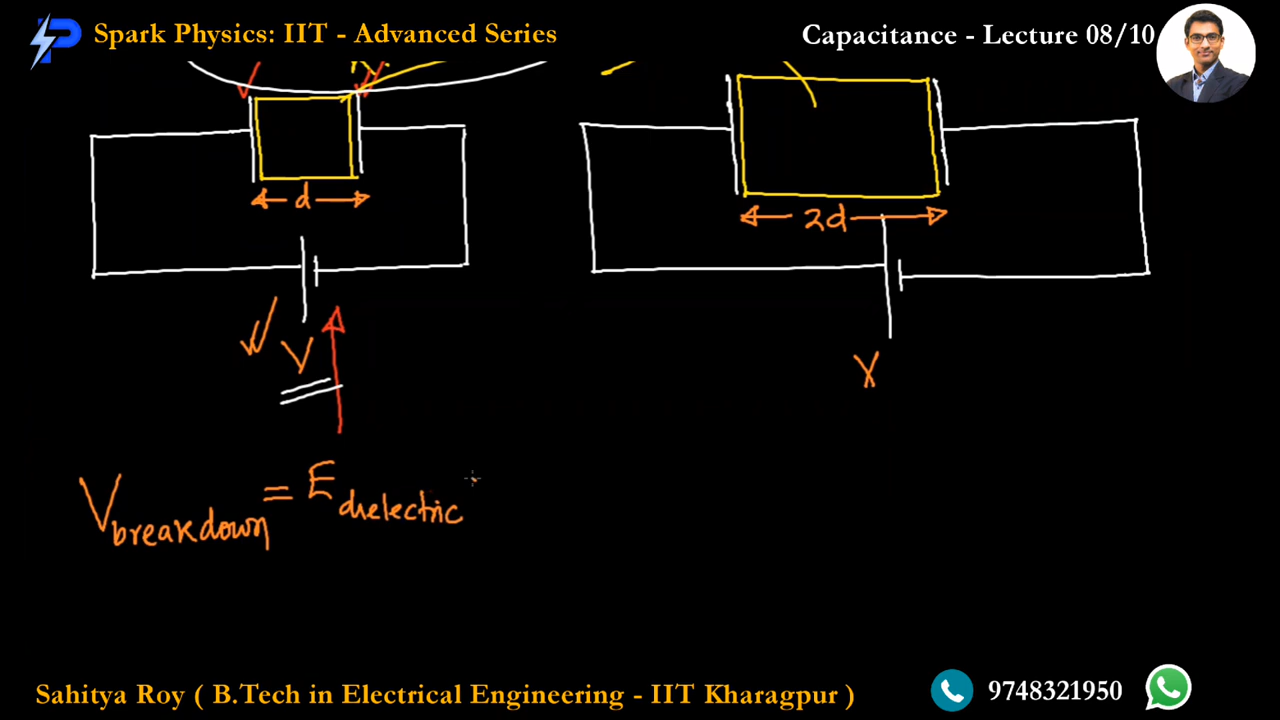 Spark Physics: IIT - Advanced Series
Capacitance - Lecture 08/10
d
2d
V
V breakdown = E dielectric
Sahitya Roy ( B.Tech in Electrical Engineering - IIT Kharagpur )
9748321950